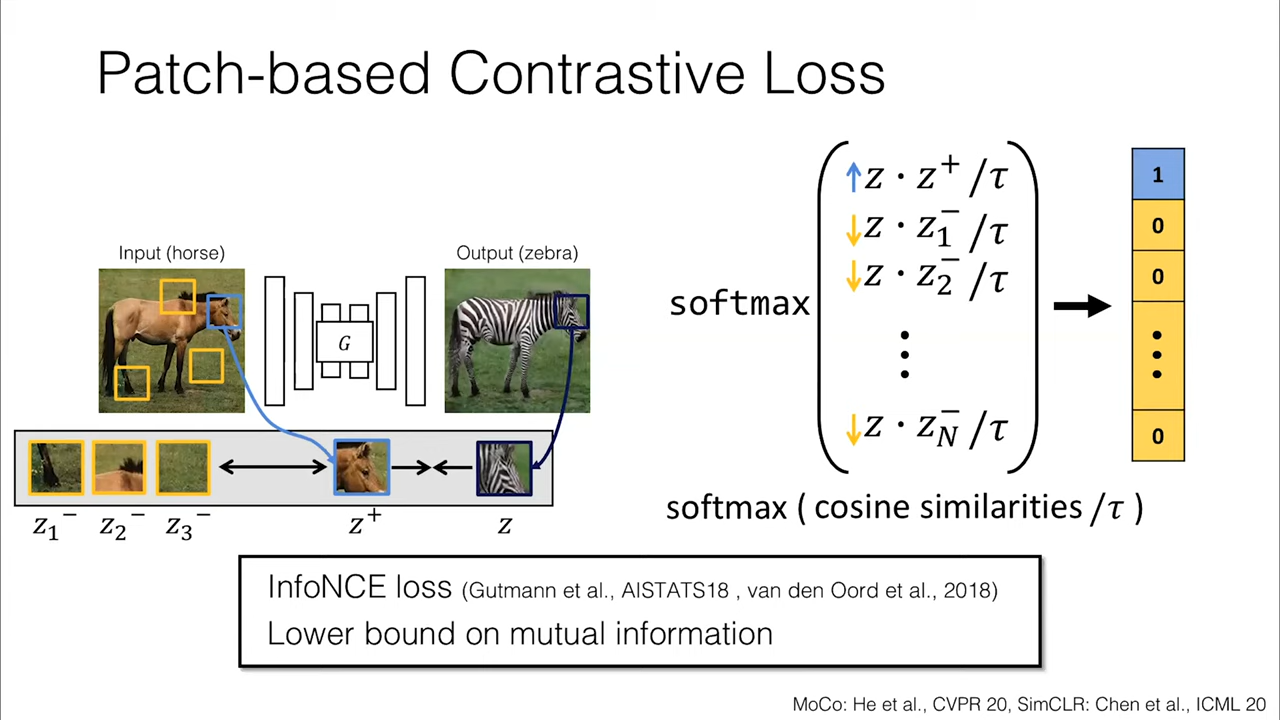 Patch-based Contrastive Loss
Input (horse)
Output (zebra)
G
z₁⁻
z₂⁻
z₃⁻
z⁺
z
softmax
↑z · z⁺/τ
↓z · z₁⁻/τ
↓z · z₂⁻/τ
⋮
↓z · z_N⁻/τ
1
0
0
⋮
0
softmax ( cosine similarities /τ )
InfoNCE loss (Gutmann et al., AISTATS18 , van den Oord et al., 2018)
Lower bound on mutual information
MoCo: He et al., CVPR 20, SimCLR: Chen et al., ICML 20